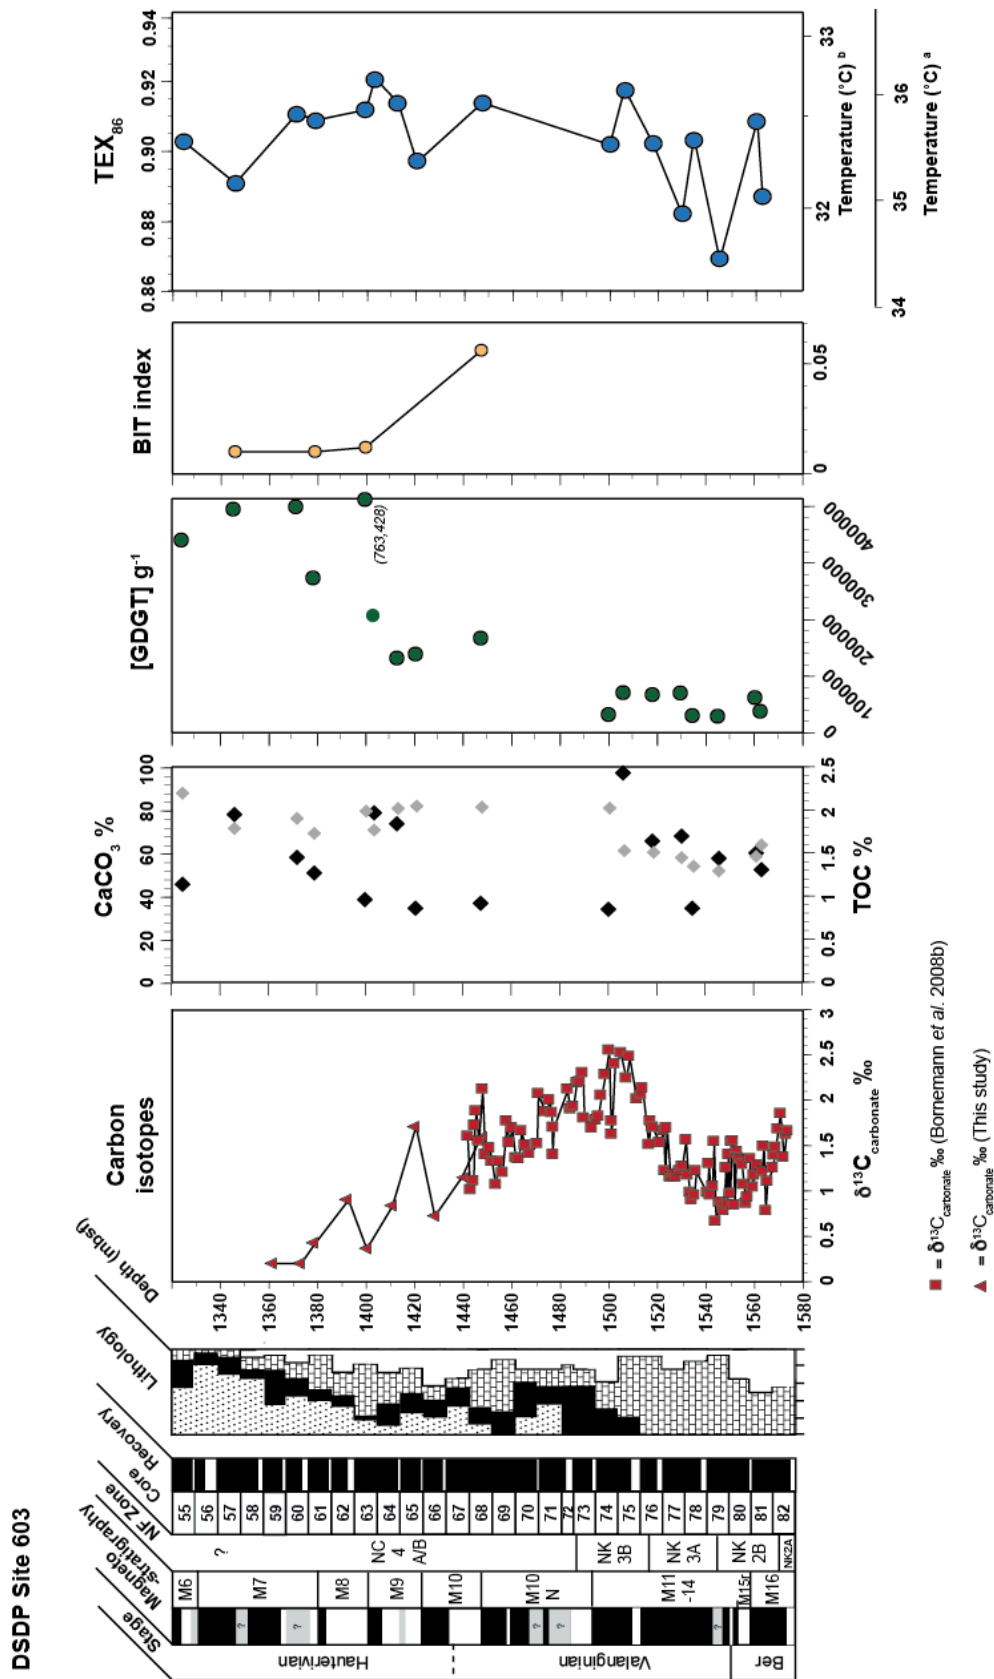 DSDP Site 603
TEX86
0.94
0.92
0.90
0.88
0.86
33
32
Temperature (°C) b
36
35
34
Temperature (°C) a
BIT index
0.05
0
[GDGT] g-1
(763,428)
400000
300000
200000
100000
0
CaCO3 %
100
80
60
40
20
0
TOC %
2.5
2
1.5
1
0.5
0
Carbon
isotopes
3
2.5
2
1.5
1
0.5
0
δ13Ccarbonate ‰
= δ13Ccarbonate ‰ (Bornemann et al. 2008b)
= δ13Ccarbonate ‰ (This study)
Depth (mbsf)
1340
1360
1380
1400
1420
1440
1460
1480
1500
1520
1540
1560
1580
Lithology
Recovery
Core
NF Zone
Magneto
-stratigraphy
Stage
55
56
57
58
59
60
61
62
63
64
65
66
67
68
69
70
71
72
73
74
75
76
77
78
79
80
81
82
?
NC
4
A/B
NK
3B
NK
3A
NK
2B
NK2A
M6
M7
M8
M9
M10
M10
N
M11
-14
M15r
M16
?
?
?
?
?
Hauterivian
Valanginian
Ber